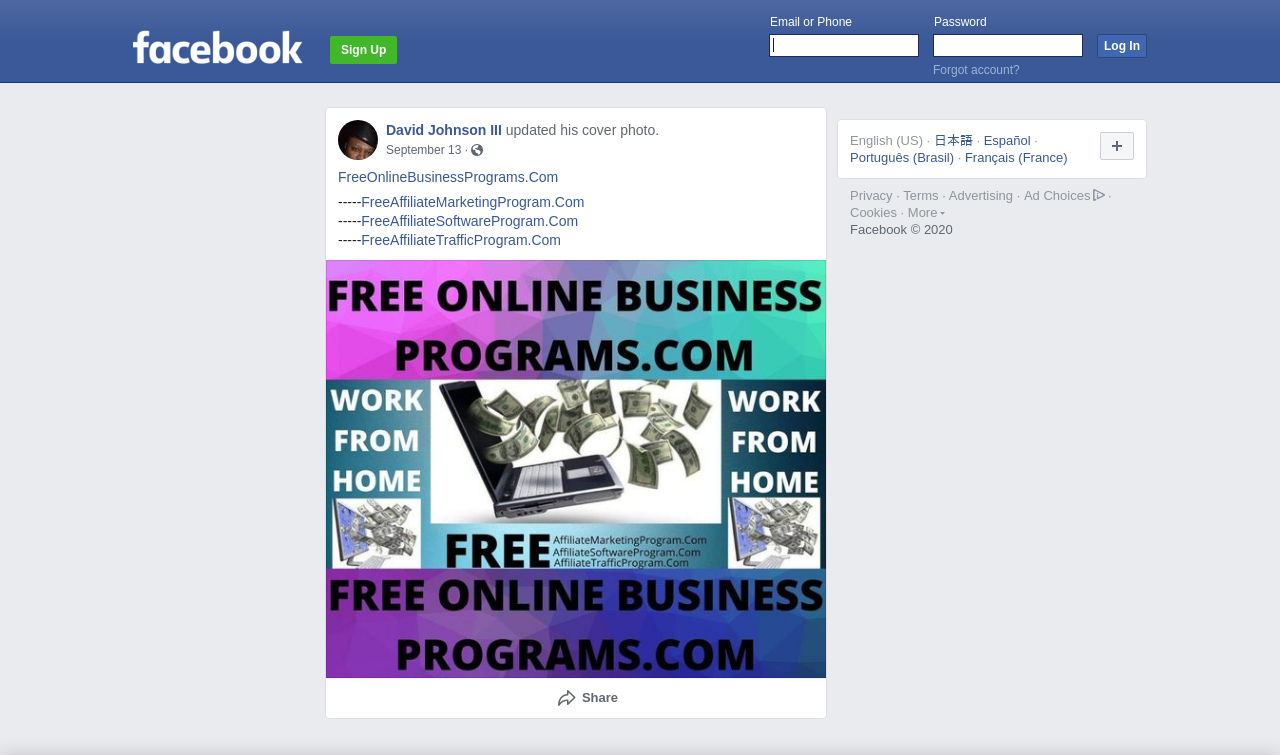 facebook
Sign Up
Email or Phone
Password
Log In
Forgot account?
David Johnson III updated his cover photo.
September 13 ·
FreeOnlineBusinessPrograms.Com
-----FreeAffiliateMarketingProgram.Com
-----FreeAffiliateSoftwareProgram.Com
-----FreeAffiliateTrafficProgram.Com
FREE ONLINE BUSINESS
PROGRAMS.COM
WORK
FROM
HOME
WORK
FROM
HOME
FREE
AffiliateMarketingProgram.Com
AffiliateSoftwareProgram.Com
AffiliateTrafficProgram.Com
FREE ONLINE BUSINESS
PROGRAMS.COM
Share
English (US) · 日本語 · Español ·
Português (Brasil) · Français (France)
Privacy · Terms · Advertising · Ad Choices ·
Cookies · More
Facebook © 2020